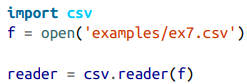 import csv
f = open('examples/ex7.csv')
reader = csv.reader(f)